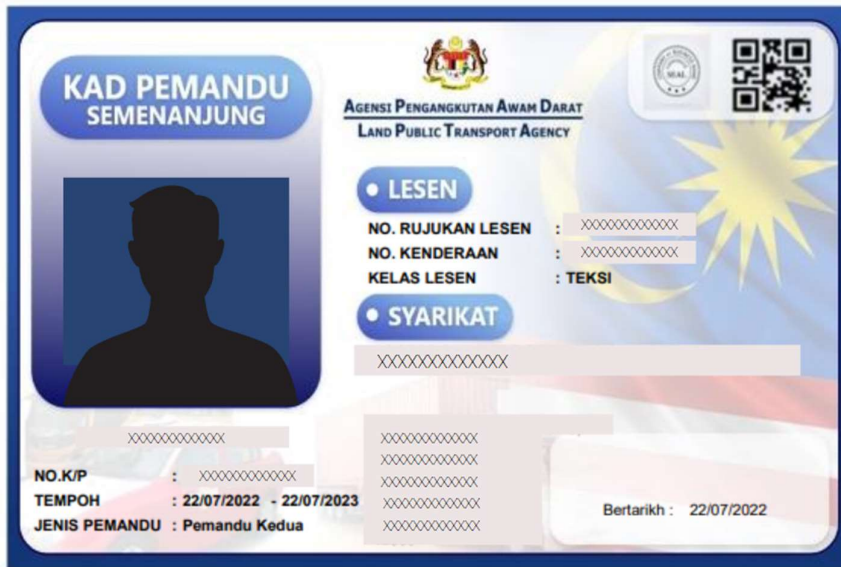 KAD PEMANDU
SEMENANJUNG
AGENSI PENGANGKUTAN AWAM DARAT
LAND PUBLIC TRANSPORT AGENCY
SEAL
LESEN
NO. RUJUKAN LESEN : XXXXXXXXXXXXX
NO. KENDERAAN : XXXXXXXXXXXXX
KELAS LESEN : TEKSI
SYARIKAT
XXXXXXXXXXXXX
XXXXXXXXXXXXX
NO.K/P : XXXXXXXXXXXXX
TEMPOH : 22/07/2022 - 22/07/2023
JENIS PEMANDU : Pemandu Kedua
XXXXXXXXXXXXX
XXXXXXXXXXXXX
XXXXXXXXXXXXX
XXXXXXXXXXXXX
XXXXXXXXXXXXX
Bertarikh : 22/07/2022